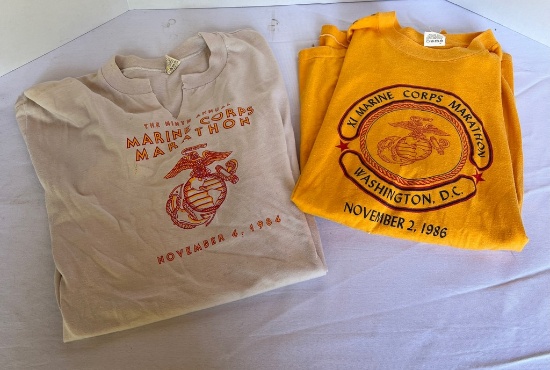 THE NINTH ANNUAL
MARINE CORPS
MARATHON
NOVEMBER 4, 1984
XI MARINE CORPS MARATHON
WASHINGTON, D.C.
NOVEMBER 2, 1986